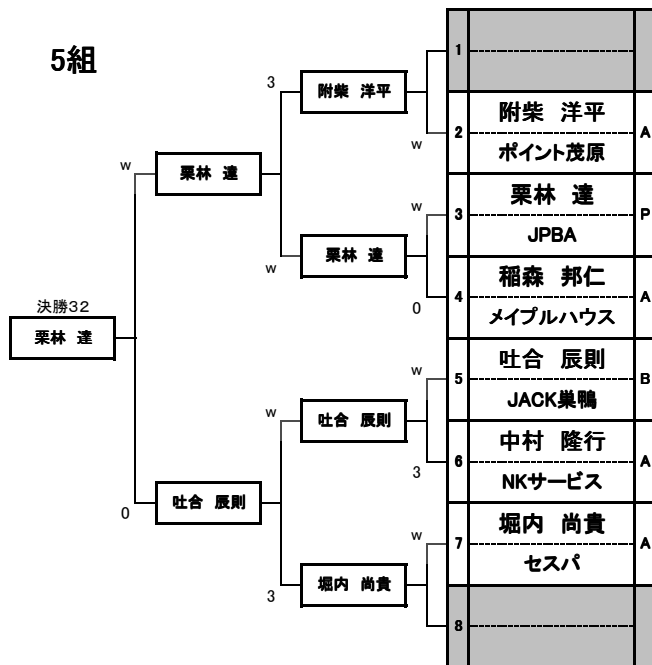 5組
1
3
附柴　洋平
附柴　洋平
2
A
w
ポイント茂原
w
栗林　達
w
栗林　達
3
P
JPBA
栗林　達
w
稲森　邦仁
4
A
0
メイプルハウス
決勝32
栗林　達
吐合　辰則
w
5
B
JACK巣鴨
w
吐合　辰則
中村　隆行
6
A
3
NKサービス
吐合　辰則
0
堀内　尚貴
w
7
A
セスパ
堀内　尚貴
3
8